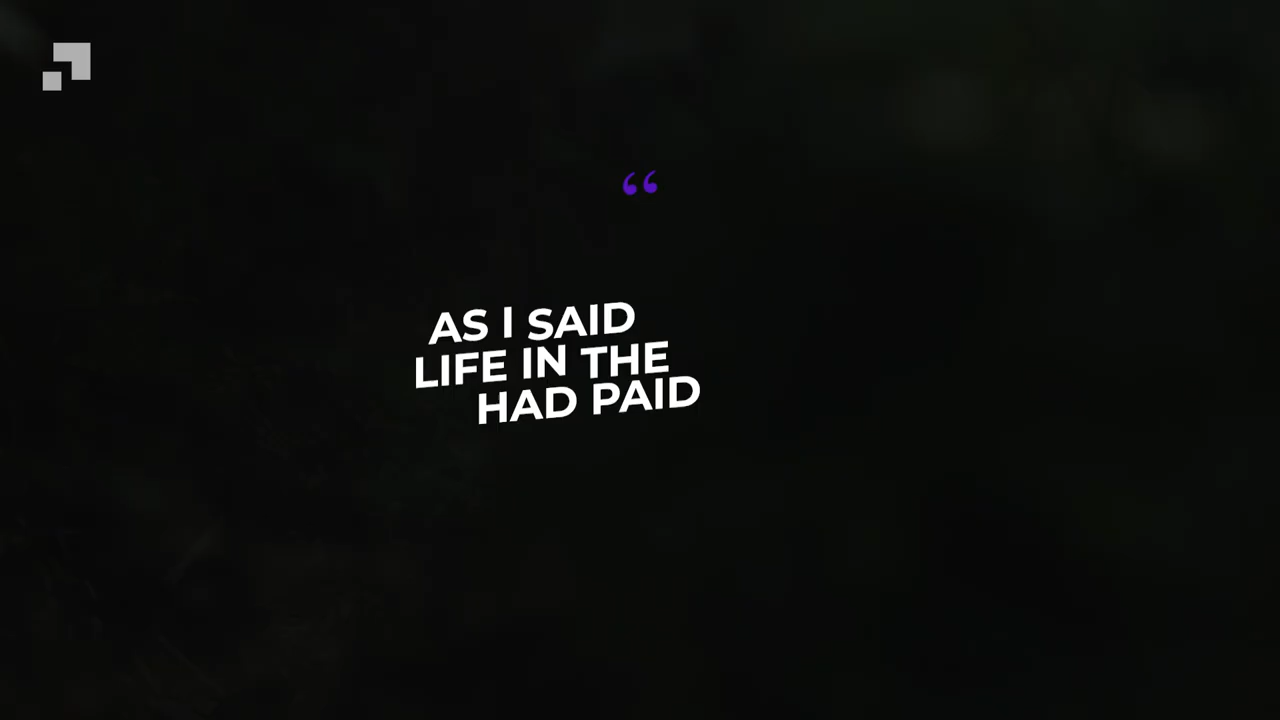 “
AS I SAID
LIFE IN THE
HAD PAID